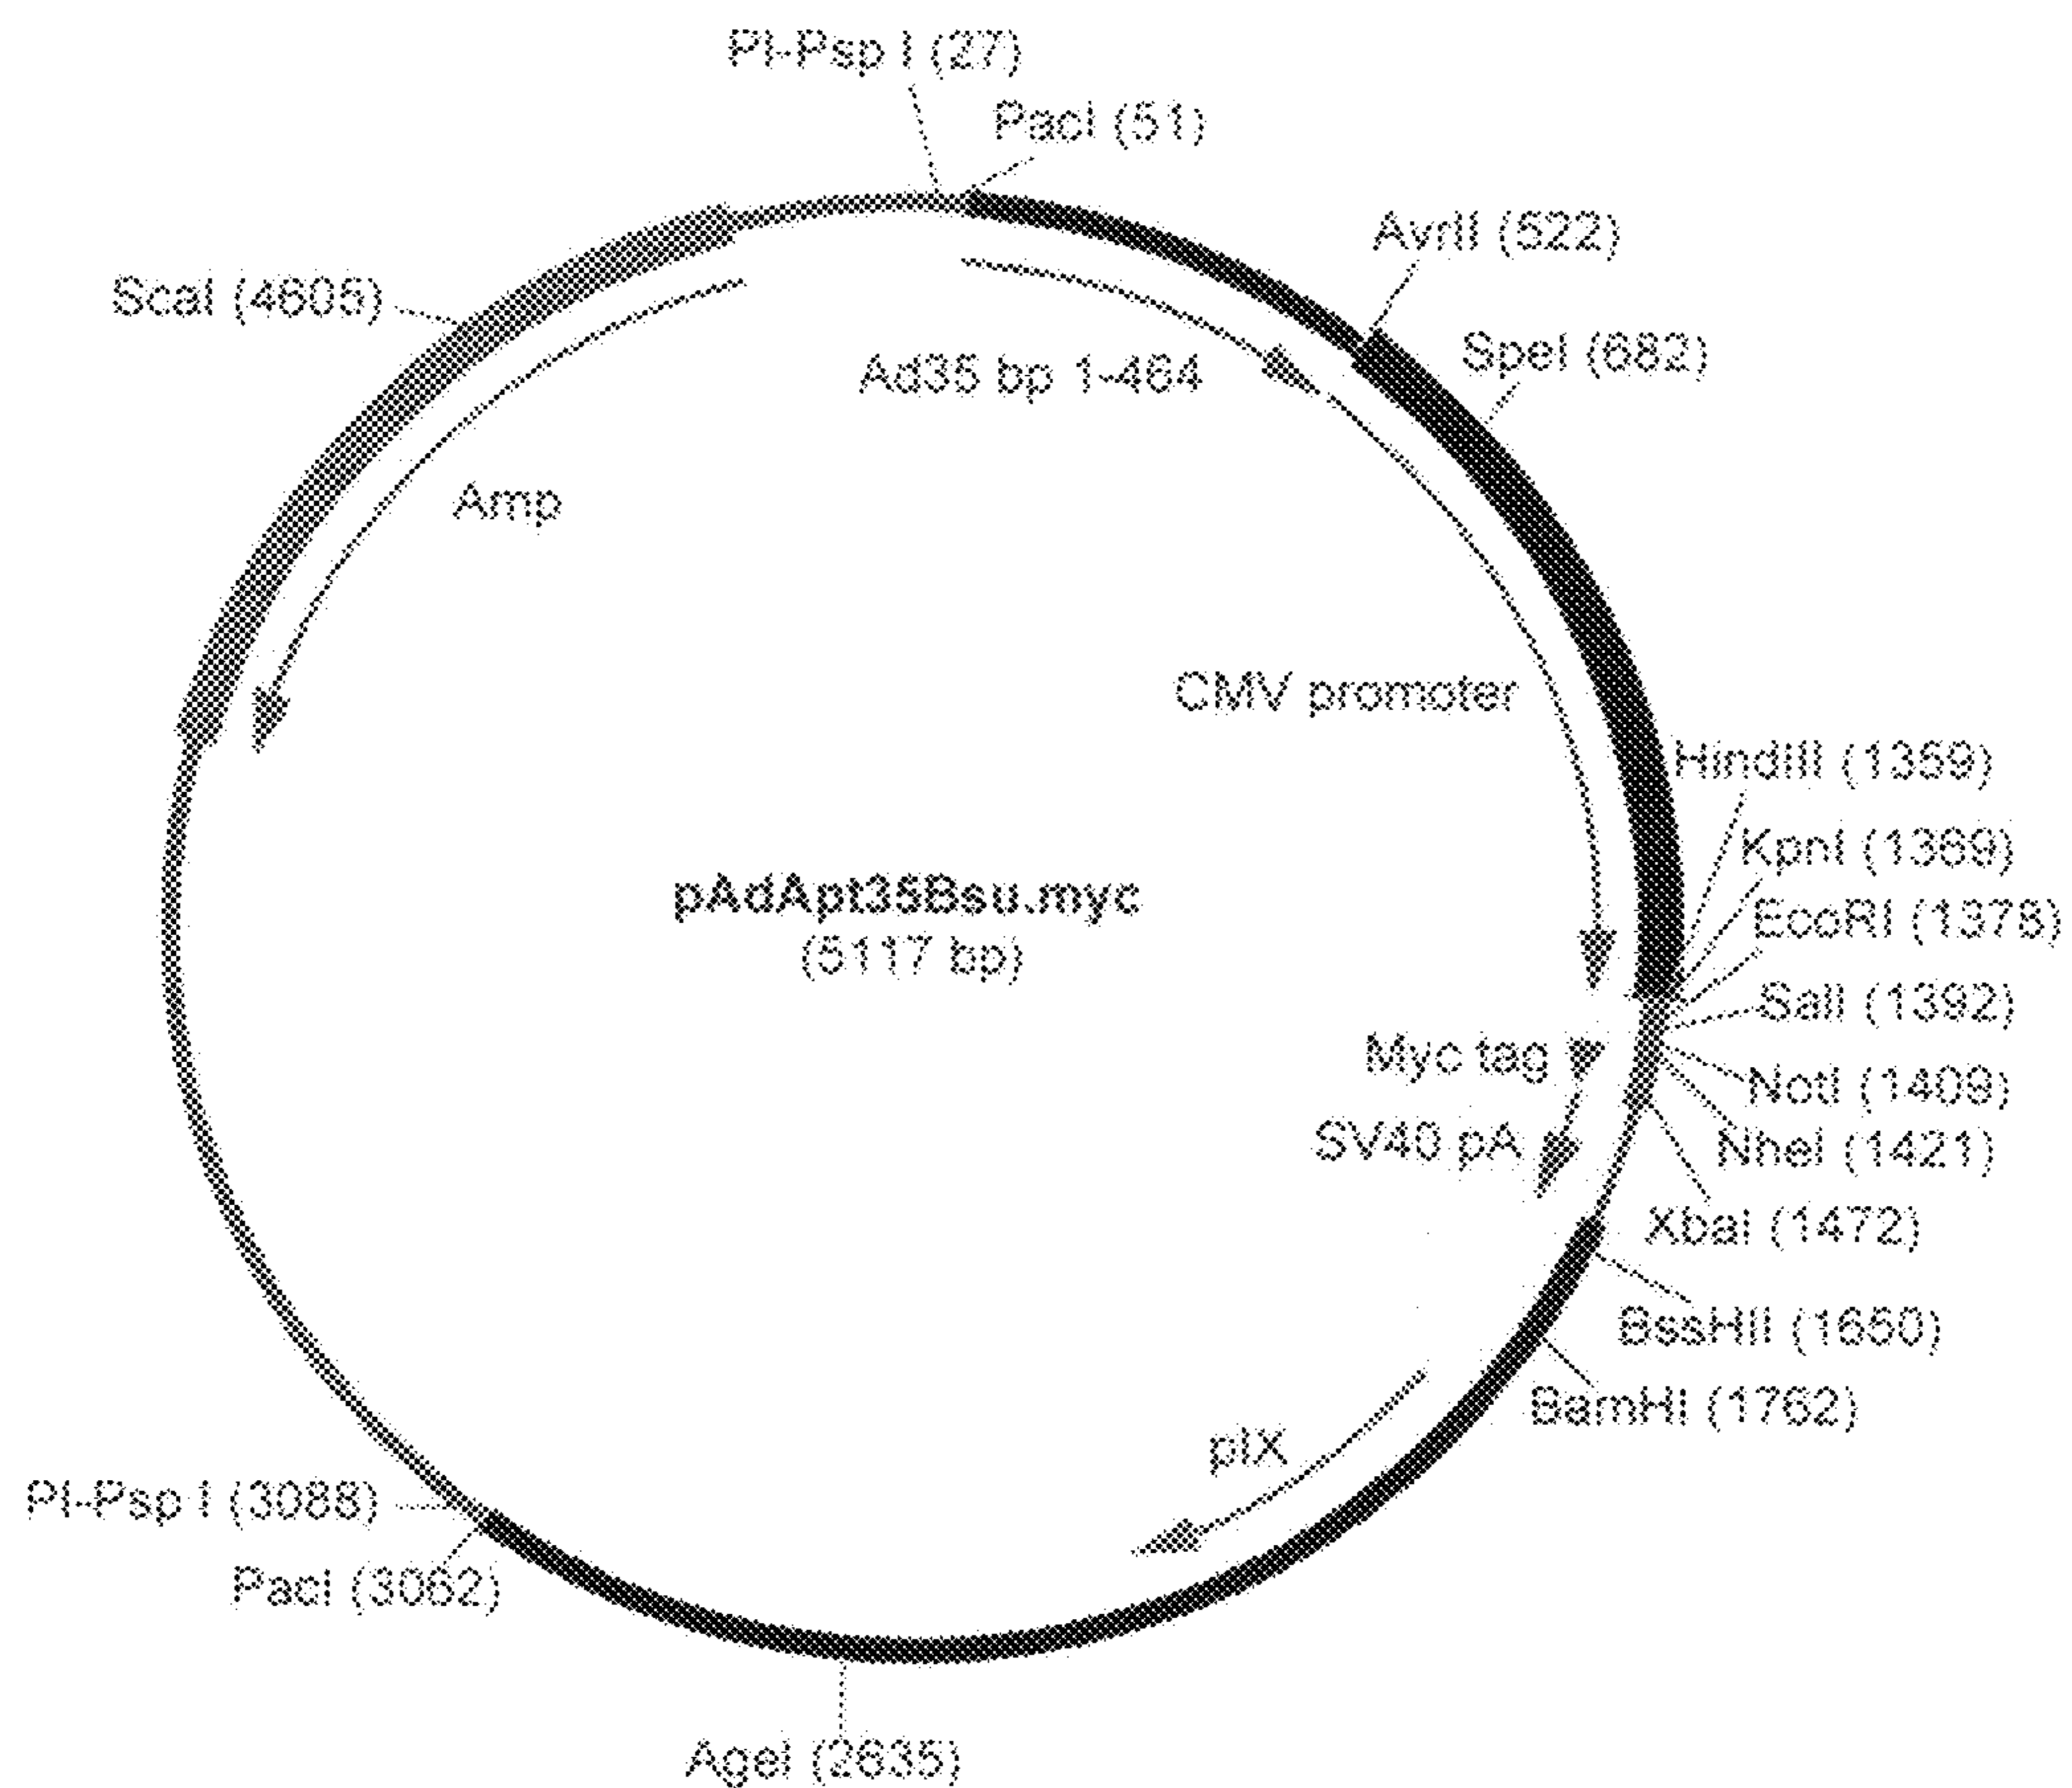 PI-Psp I (27)
PacI (51)
AvrII (522)
SpeI (682)
ScaI (4605)
Ad35 bp 1-464
Amp
CMV promoter
HindIII (1359)
KpnI (1369)
EcoRI (1378)
SalI (1392)
NotI (1409)
NheI (1421)
XbaI (1472)
pAdApt35Bsu.myc
(5117 bp)
Myc tag
SV40 pA
BssHII (1650)
BamHI (1762)
pIX
PI-Psp I (3088)
PacI (3062)
AgeI (2635)